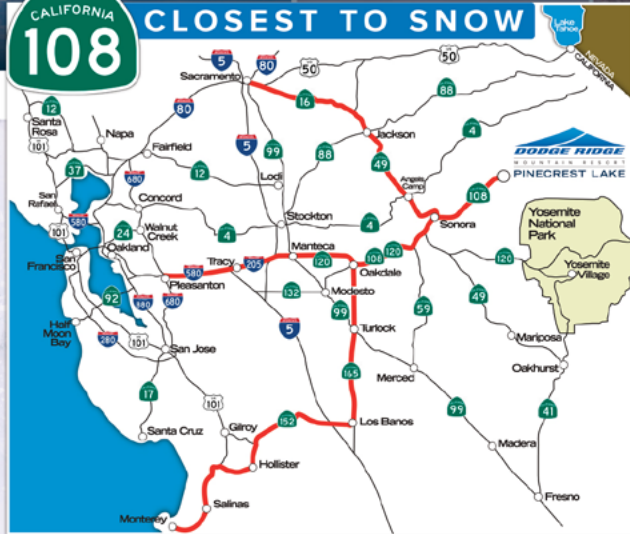 CALIFORNIA
108
CLOSEST TO SNOW
Lake
Tahoe
NEVADA
CALIFORNIA
5
80
50
50
Sacramento
16
88
12
Santa
Rosa
101
80
Napa
Fairfield
5
99
88
Jackson
4
49
37
680
12
Lodi
Angels
Camp
DODGE RIDGE
MOUNTAIN RESORT
PINECREST LAKE
108
San
Rafael
580
Concord
101
24
Walnut
Creek
4
Stockton
4
Sonora
Yosemite
National
Park
Oakland
San
Francisco
Tracy
205
Manteca
120
108
120
120
580
Pleasanton
Oakdale
Yosemite
Village
92
880
680
132
Modesto
99
59
49
Half
Moon
Bay
280
101
San Jose
5
Turlock
Mariposa
Oakhurst
17
165
Merced
101
99
41
Santa Cruz
Gilroy
152
Los Banos
Madera
Hollister
Salinas
Fresno
Monterey